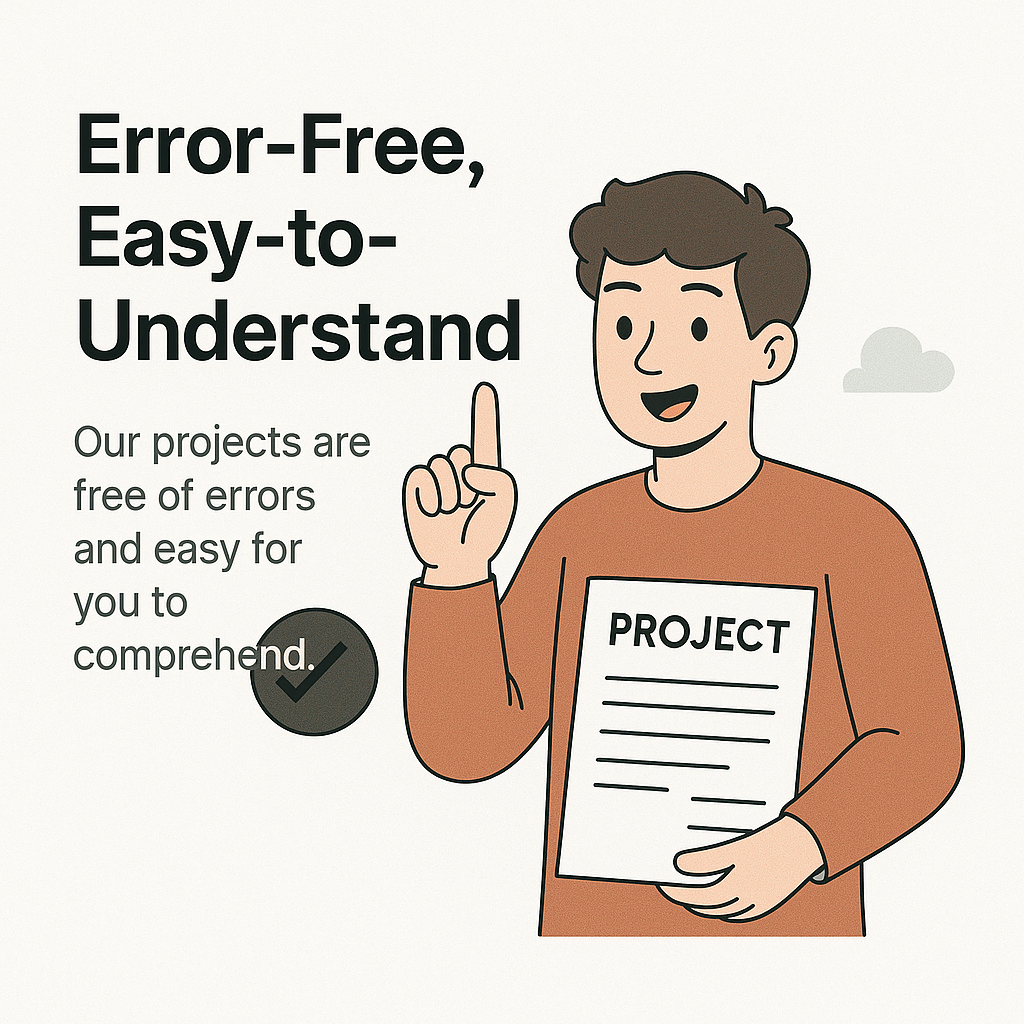 Error-Free,
Easy-to-
Understand
Our projects are
free of errors
and easy for
you to
comprehend.
PROJECT